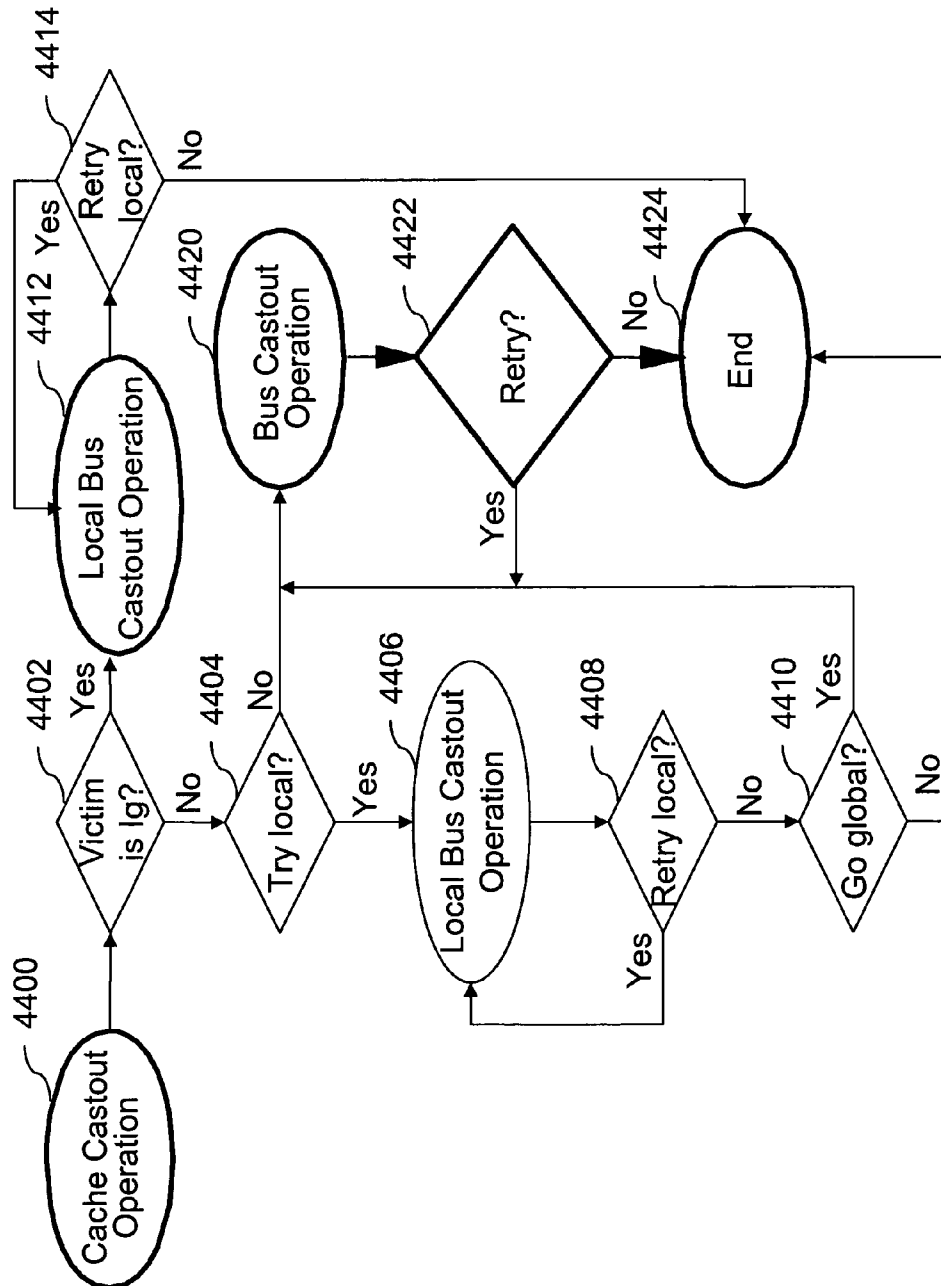 4400
Cache Castout
Operation
4402
Victim
is Ig?
Yes
No
4412
Local Bus
Castout Operation
4414
Retry
local?
Yes
No
4404
Try local?
No
Yes
4406
Local Bus Castout
Operation
4408
Retry local?
Yes
No
4410
Go global?
Yes
No
4420
Bus Castout
Operation
4422
Retry?
Yes
No
4424
End